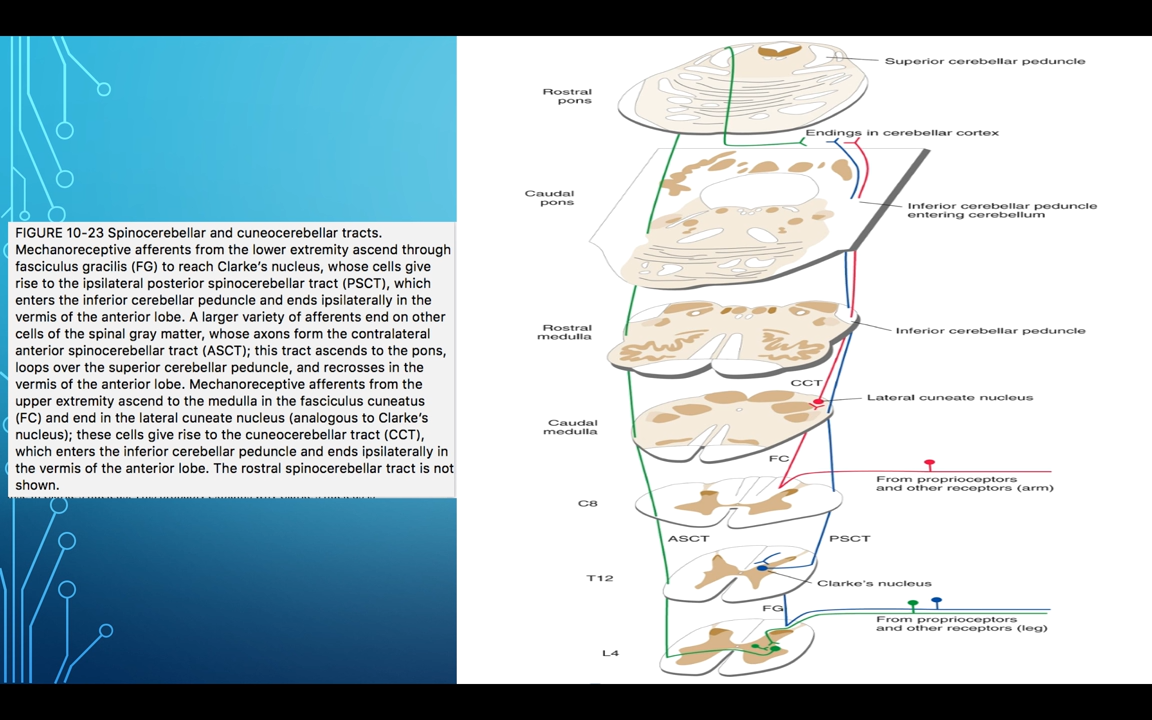 FIGURE 10-23 Spinocerebellar and cuneocerebellar tracts.
Mechanoreceptive afferents from the lower extremity ascend through
fasciculus gracilis (FG) to reach Clarke's nucleus, whose cells give
rise to the ipsilateral posterior spinocerebellar tract (PSCT), which
enters the inferior cerebellar peduncle and ends ipsilaterally in the
vermis of the anterior lobe. A larger variety of afferents end on other
cells of the spinal gray matter, whose axons form the contralateral
anterior spinocerebellar tract (ASCT); this tract ascends to the pons,
loops over the superior cerebellar peduncle, and recrosses in the
vermis of the anterior lobe. Mechanoreceptive afferents from the
upper extremity ascend to the medulla in the fasciculus cuneatus
(FC) and end in the lateral cuneate nucleus (analogous to Clarke's
nucleus); these cells give rise to the cuneocerebellar tract (CCT),
which enters the inferior cerebellar peduncle and ends ipsilaterally in
the vermis of the anterior lobe. The rostral spinocerebellar tract is not
shown.
Superior cerebellar peduncle
Rostral
pons
Endings in cerebellar cortex
Caudal
pons
Inferior cerebellar peduncle
entering cerebellum
Rostral
medulla
Inferior cerebellar peduncle
CCT
Lateral cuneate nucleus
Caudal
medulla
FC
From proprioceptors
and other receptors (arm)
C8
ASCT
PSCT
T12
Clarke's nucleus
FG
From proprioceptors
and other receptors (leg)
L4